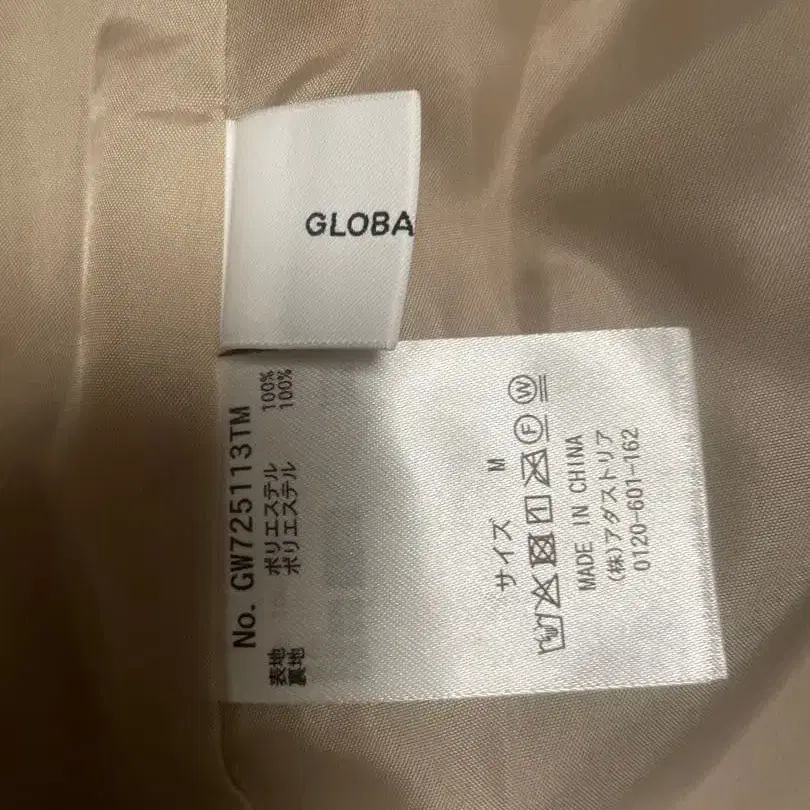 GLOBA
No. GW725113TM
表地 ポリエステル 100%
裏地 ポリエステル 100%
サイズ M
F W
MADE IN CHINA
(株)アダストリア
0120-601-162